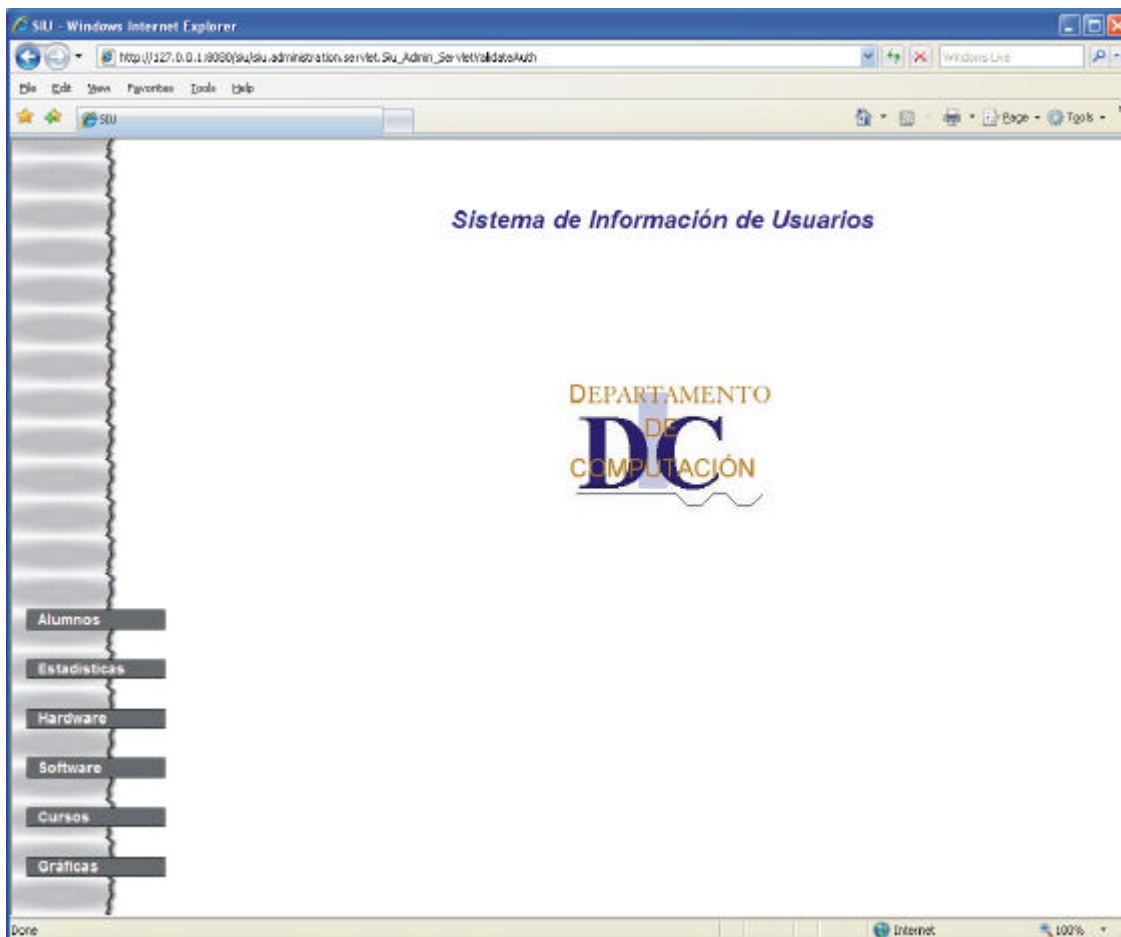 SIU - Windows Internet Explorer
http://127.0.0.1:8080/siu/siu.administration.servlet.Siu_Admin_ServletValidateAuth
Windows Live
File Edit View Favorites Tools Help
SIU
Page Tools
Sistema de Información de Usuarios
DEPARTAMENTO
DE
DC
COMPUTACIÓN
Alumnos
Estadísticas
Hardware
Software
Cursos
Gráficas
Done
Internet
100%